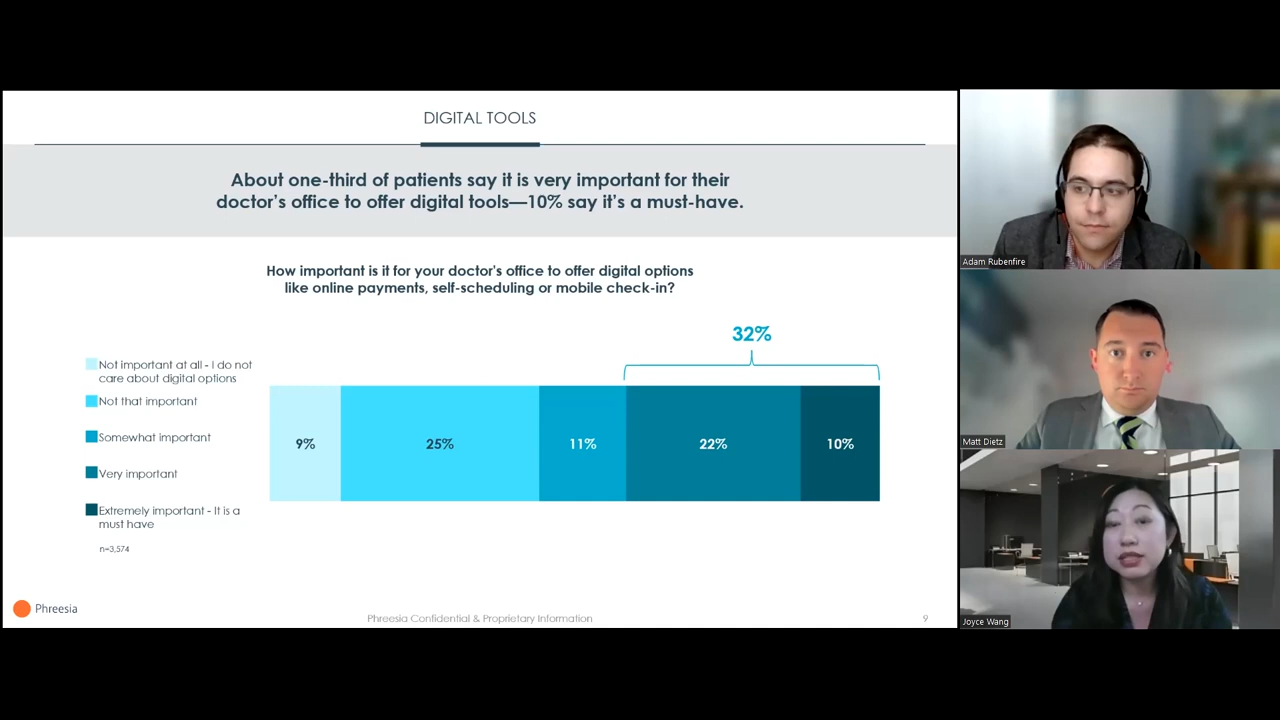 DIGITAL TOOLS
About one-third of patients say it is very important for their
doctor's office to offer digital tools—10% say it's a must-have.
How important is it for your doctor's office to offer digital options
like online payments, self-scheduling or mobile check-in?
32%
Not important at all - I do not
care about digital options
Not that important
Somewhat important
Very important
Extremely important - It is a
must have
n=3,574
9%
25%
11%
22%
10%
Phreesia
Phreesia Confidential & Proprietary Information
9
Adam Rubenfire
Matt Dietz
Joyce Wang